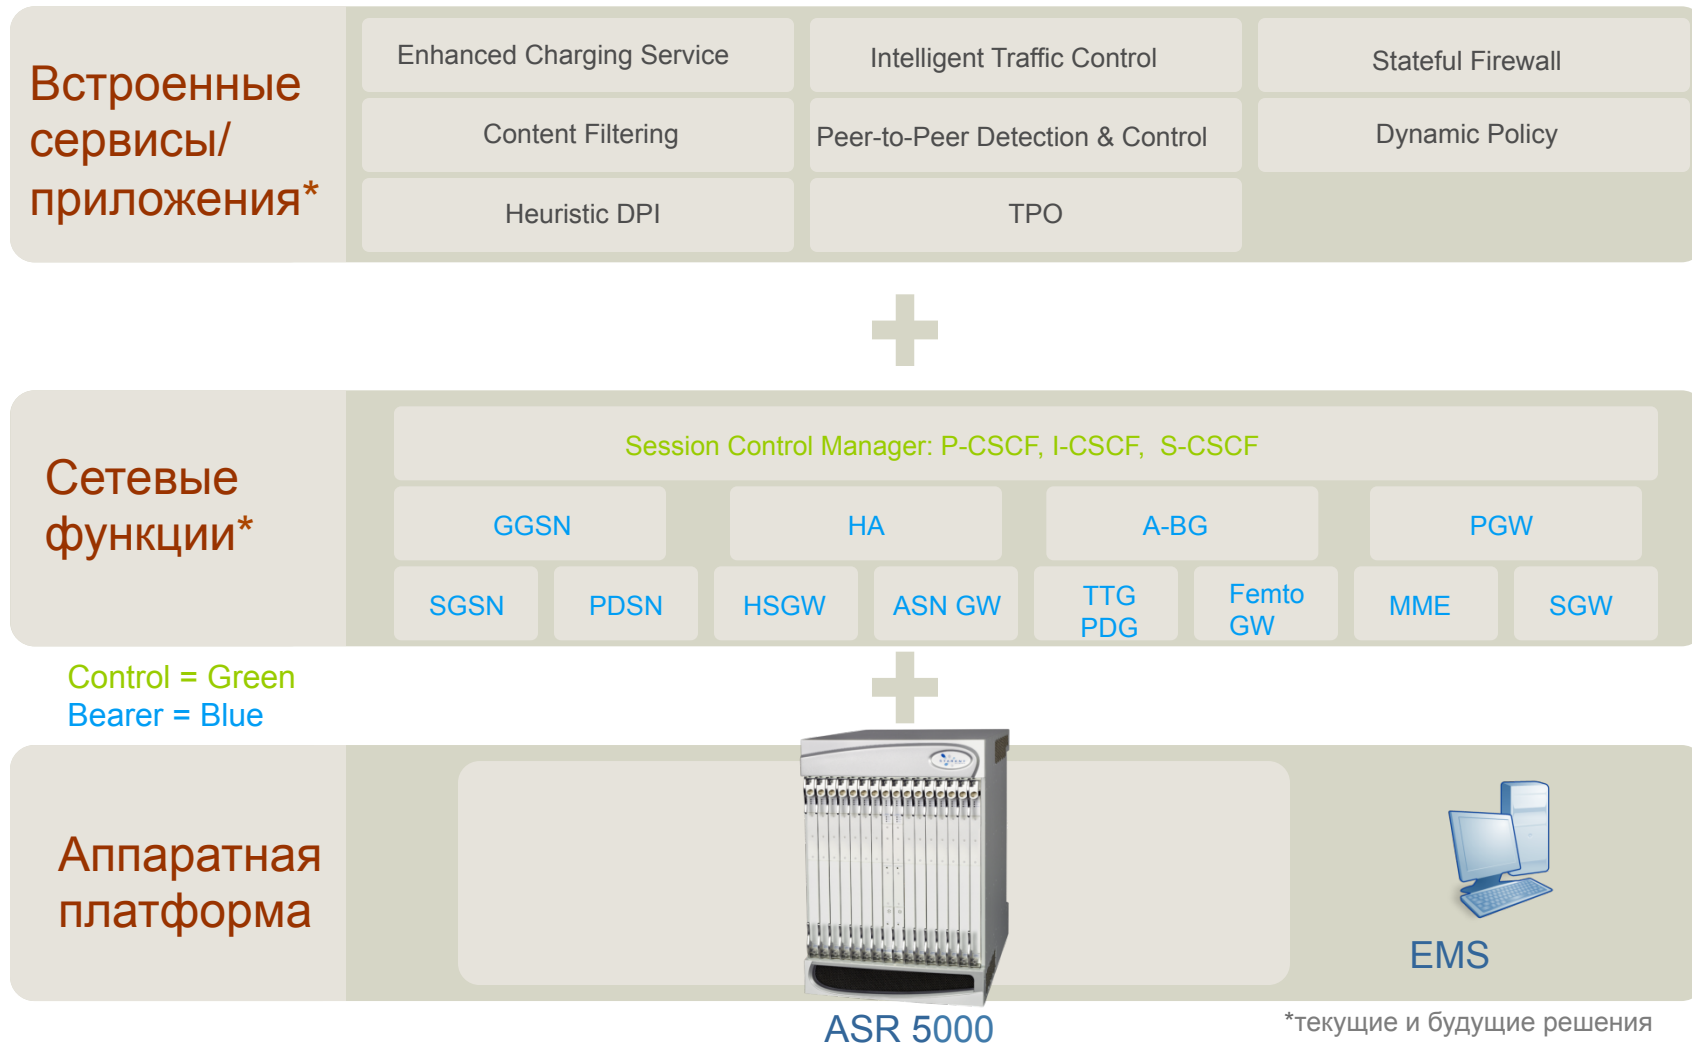 Встроенные
сервисы/
приложения*
Enhanced Charging Service
Intelligent Traffic Control
Stateful Firewall
Content Filtering
Peer-to-Peer Detection & Control
Dynamic Policy
Heuristic DPI
TPO
Сетевые
функции*
Session Control Manager: P-CSCF, I-CSCF, S-CSCF
GGSN
HA
A-BG
PGW
SGSN
PDSN
HSGW
ASN GW
TTG
PDG
Femto
GW
MME
SGW
Control = Green
Bearer = Blue
Аппаратная
платформа
EMS
ASR 5000
*текущие и будущие решения